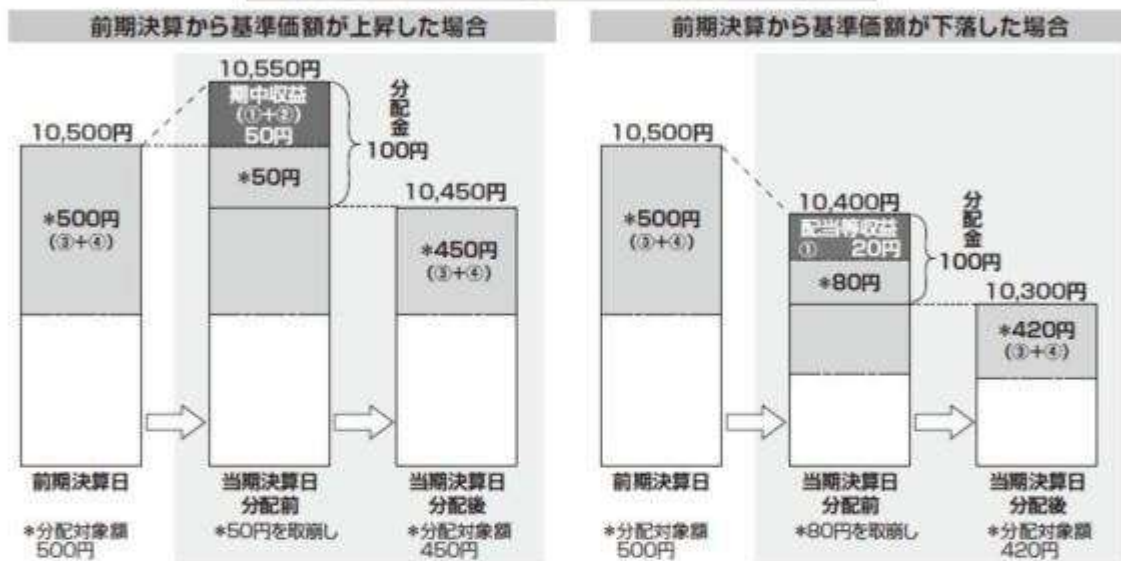 前期決算から基準価額が上昇した場合
10,550円
期中収益
(①+②)
50円
分配金
100円
10,500円
*50円
10,450円
*500円
(③+④)
*450円
(③+④)
前期決算日
当期決算日
分配前
当期決算日
分配後
*分配対象額
500円
*50円を取崩し
*分配対象額
450円
前期決算から基準価額が下落した場合
10,500円
10,400円
配当等収益
① 20円
分配金
100円
*500円
(③+④)
*80円
10,300円
*420円
(③+④)
前期決算日
当期決算日
分配前
当期決算日
分配後
*分配対象額
500円
*80円を取崩し
*分配対象額
420円